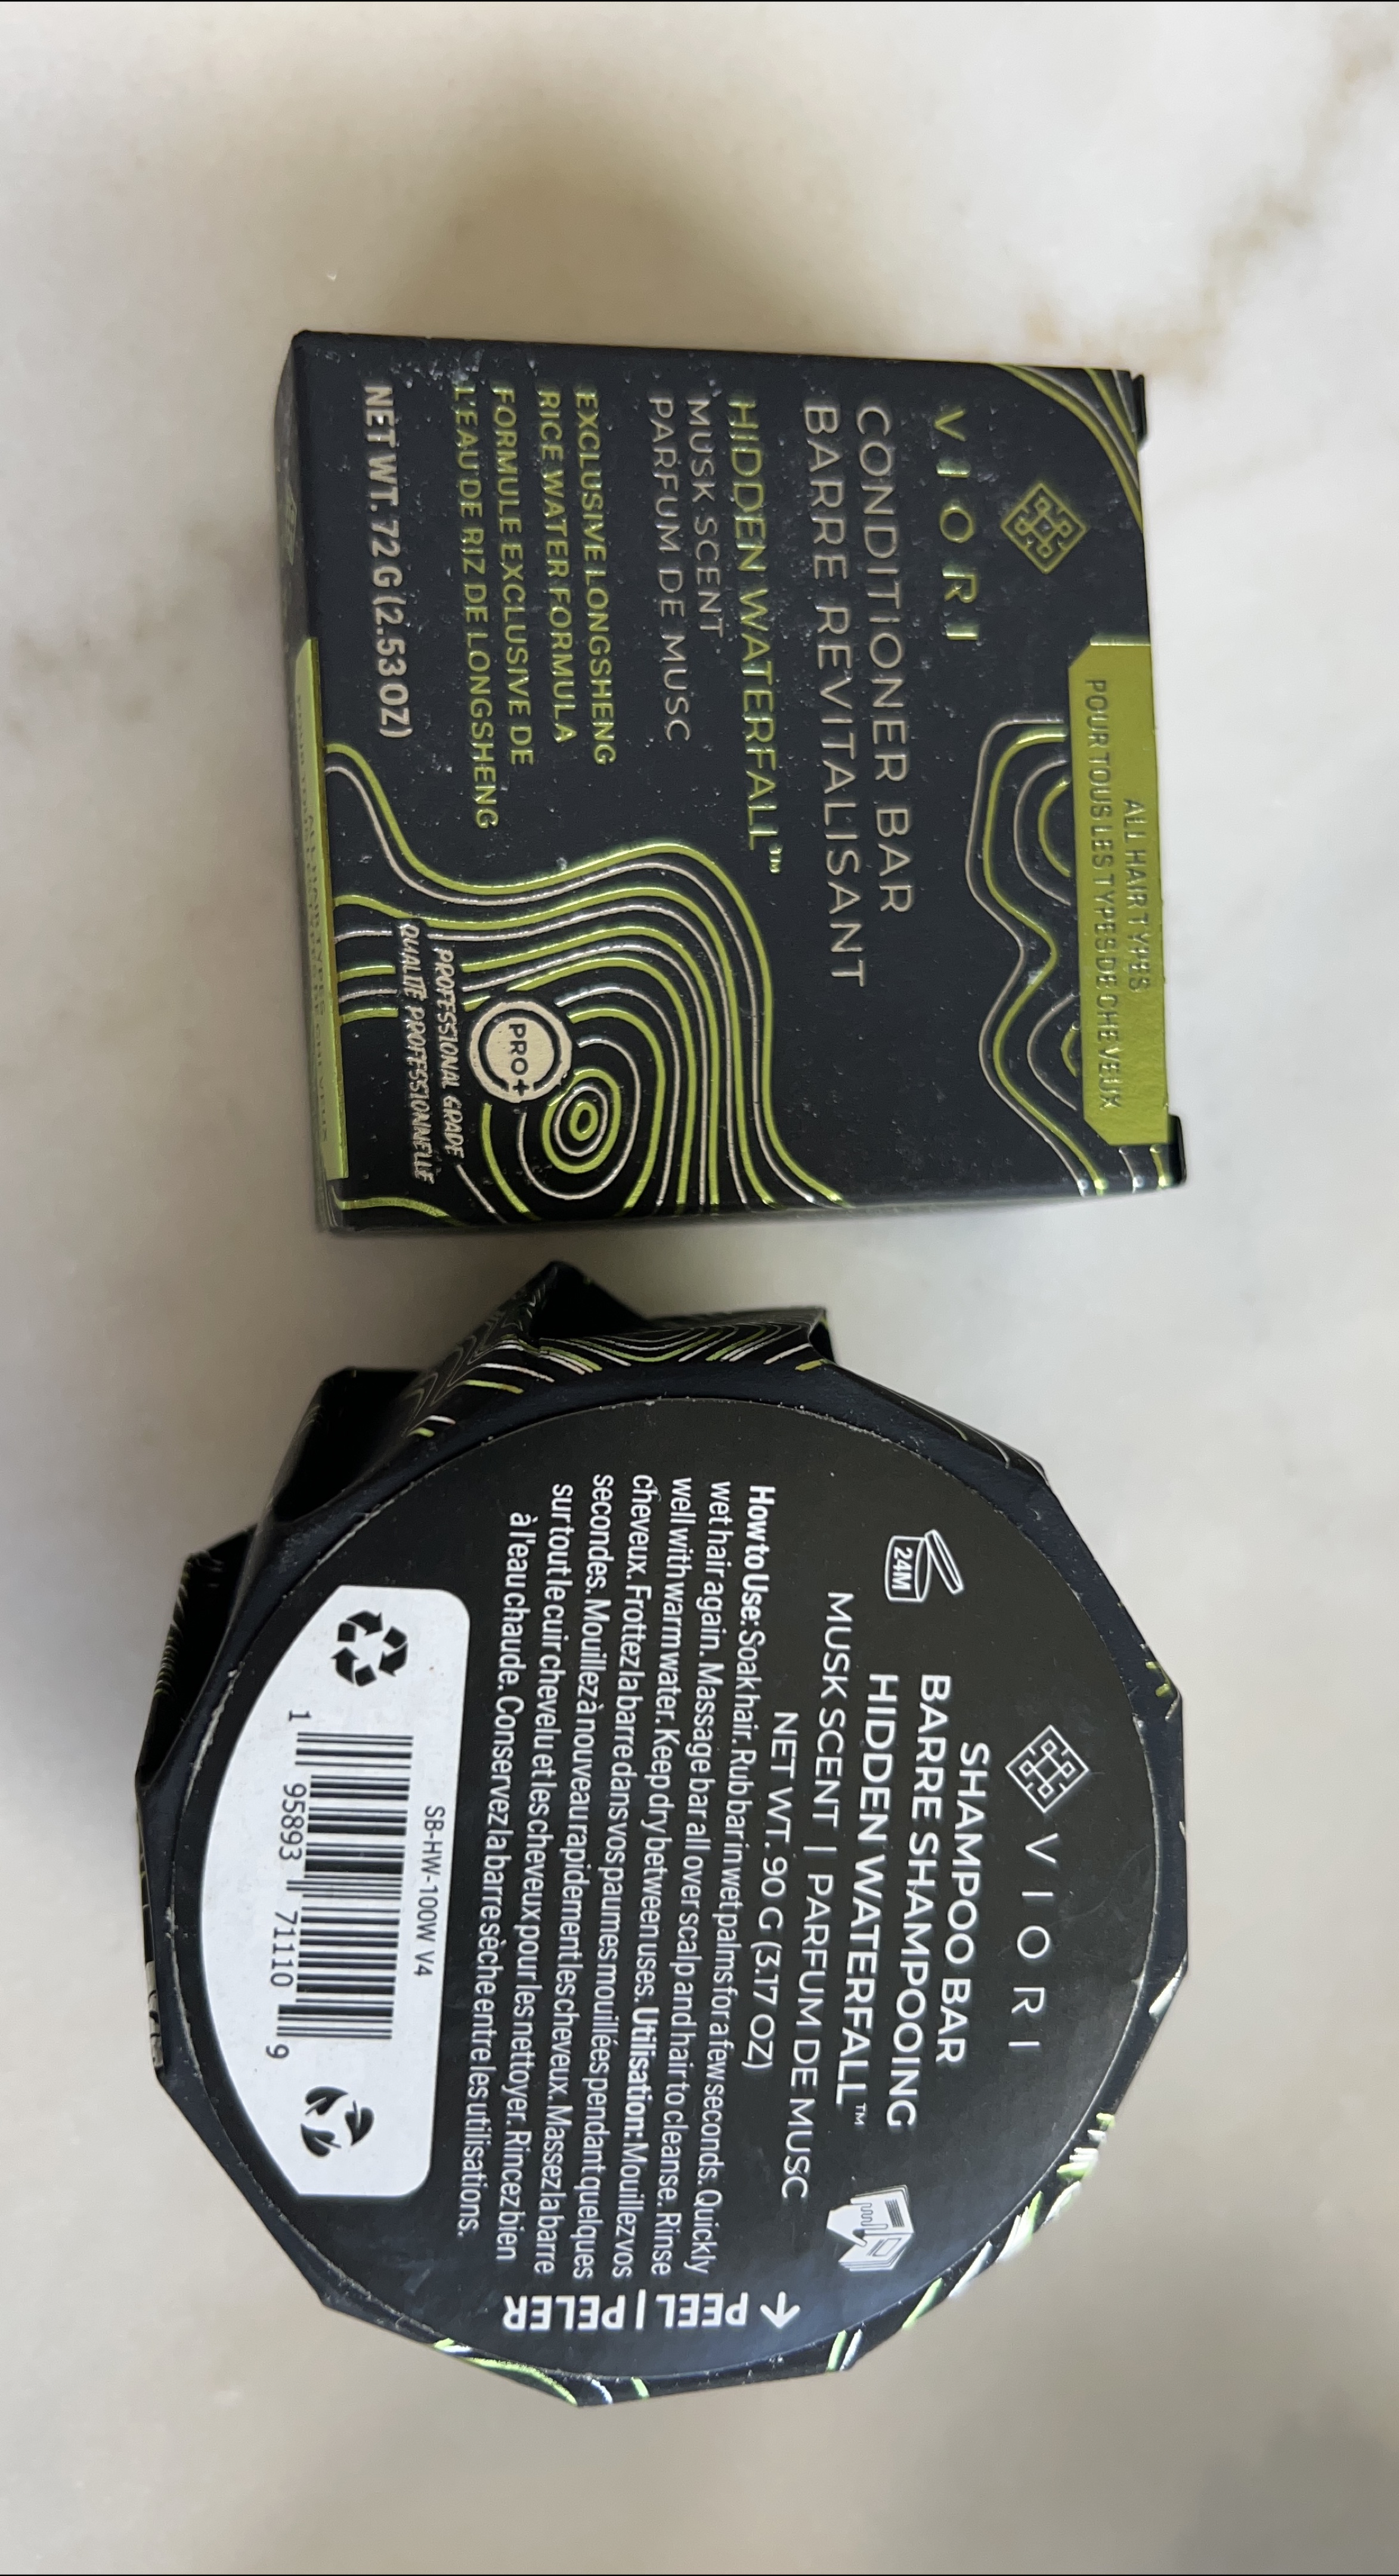 ALL HAIR TYPES
POUR TOUS LES TYPES DE CHEVEUX
VIORI
CONDITIONER BAR
BARRE REVITALISANT
HIDDEN WATERFALL™
MUSK SCENT
PARFUM DE MUSC
EXCLUSIVE LONGSHENG
RICE WATER FORMULA
FORMULE EXCLUSIVE DE
L'EAU DE RIZ DE LONGSHENG
NET WT. 72 G (2.53 OZ)
PRO+
PROFESSIONAL GRADE
QUALITÉ PROFESSIONNELLE
VIORI
SHAMPOO BAR
BARRE SHAMPOOING
HIDDEN WATERFALL™
MUSK SCENT | PARFUM DE MUSC
NET WT. 90 G (3.17 OZ)
24M
How to Use: Soak hair. Rub bar in wet palms for a few seconds. Quickly
wet hair again. Massage bar all over scalp and hair to cleanse. Rinse
well with warm water. Keep dry between uses. Utilisation: Mouillez vos
cheveux. Frottez la barre dans vos paumes mouillées pendant quelques
secondes. Mouillez à nouveau rapidement les cheveux. Massez la barre
sur tout le cuir chevelu et les cheveux pour les nettoyer. Rincez bien
à l'eau chaude. Conservez la barre sèche entre les utilisations.
PEEL | PELER
SB-HW-100W V4
1 95893 71110 9